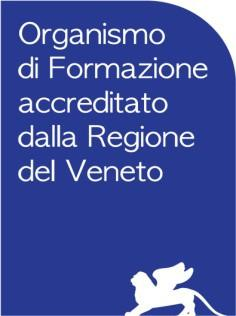 Organismo
di Formazione
accreditato
dalla Regione
del Veneto